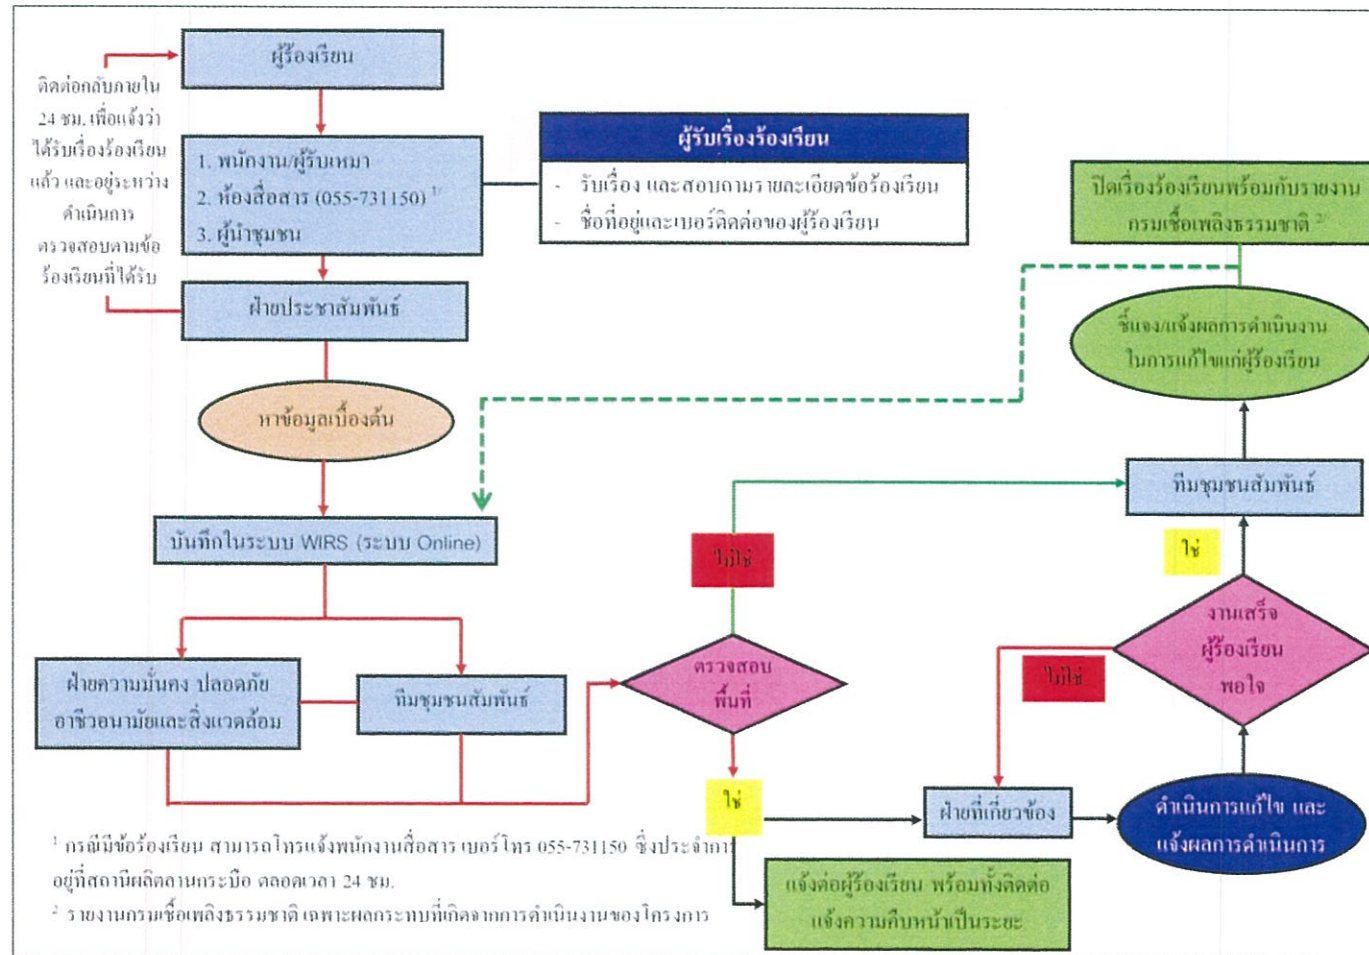 ผู้ร้องเรียน
ติดต่อกลับภายใน
24 ชม. เพื่อแจ้งว่า
ได้รับเรื่องร้องเรียน
แล้ว และอยู่ระหว่าง
ดำเนินการ
ตรวจสอบตามข้อ
ร้องเรียนที่ได้รับ
1. พนักงาน/ผู้รับเหมา
2. ห้องสื่อสาร (055-731150) 1/
3. ผู้นำชุมชน
ผู้รับเรื่องร้องเรียน
- รับเรื่อง และสอบถามรายละเอียดข้อร้องเรียน
- ชื่อที่อยู่และเบอร์ติดต่อของผู้ร้องเรียน
ปิดเรื่องร้องเรียนพร้อมกับรายงาน
กรมเชื้อเพลิงธรรมชาติ 2/
ฝ่ายประชาสัมพันธ์
ชี้แจง/แจ้งผลการดำเนินงาน
ในการแก้ไขแก่ผู้ร้องเรียน
หาข้อมูลเบื้องต้น
ทีมชุมชนสัมพันธ์
บันทึกในระบบ WIRS (ระบบ Online)
ไม่ใช่
ใช่
งานเสร็จ
ผู้ร้องเรียน
พอใจ
ฝ่ายความมั่นคง ปลอดภัย
อาชีวอนามัยและสิ่งแวดล้อม
ทีมชุมชนสัมพันธ์
ตรวจสอบ
พื้นที่
ไม่ใช่
ใช่
ฝ่ายที่เกี่ยวข้อง
ดำเนินการแก้ไข และ
แจ้งผลการดำเนินการ
แจ้งต่อผู้ร้องเรียน พร้อมทั้งติดต่อ
แจ้งความคืบหน้าเป็นระยะ
1 กรณีมีข้อร้องเรียน สามารถโทรแจ้งพนักงานสื่อสาร เบอร์โทร 055-731150 ซึ่งประจำการ
อยู่ที่สถานีผลิตลานกระบือ ตลอดเวลา 24 ชม.
2 รายงานกรมเชื้อเพลิงธรรมชาติ เฉพาะผลกระทบที่เกิดจากการดำเนินงานของโครงการ